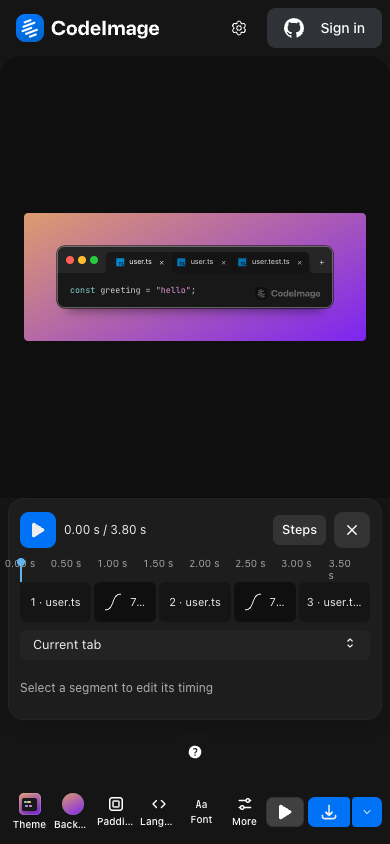 CodeImage
Sign in
user.ts
user.ts
user.test.ts
const greeting = "hello";
CodeImage
0.00 s / 3.80 s
Steps
0.00 s
0.50 s
1.00 s
1.50 s
2.00 s
2.50 s
3.00 s
3.50 s
1 · user.ts
7...
2 · user.ts
7...
3 · user.t...
Current tab
Select a segment to edit its timing
?
Theme
Back...
Paddi...
Lang...
Aa
Font
More